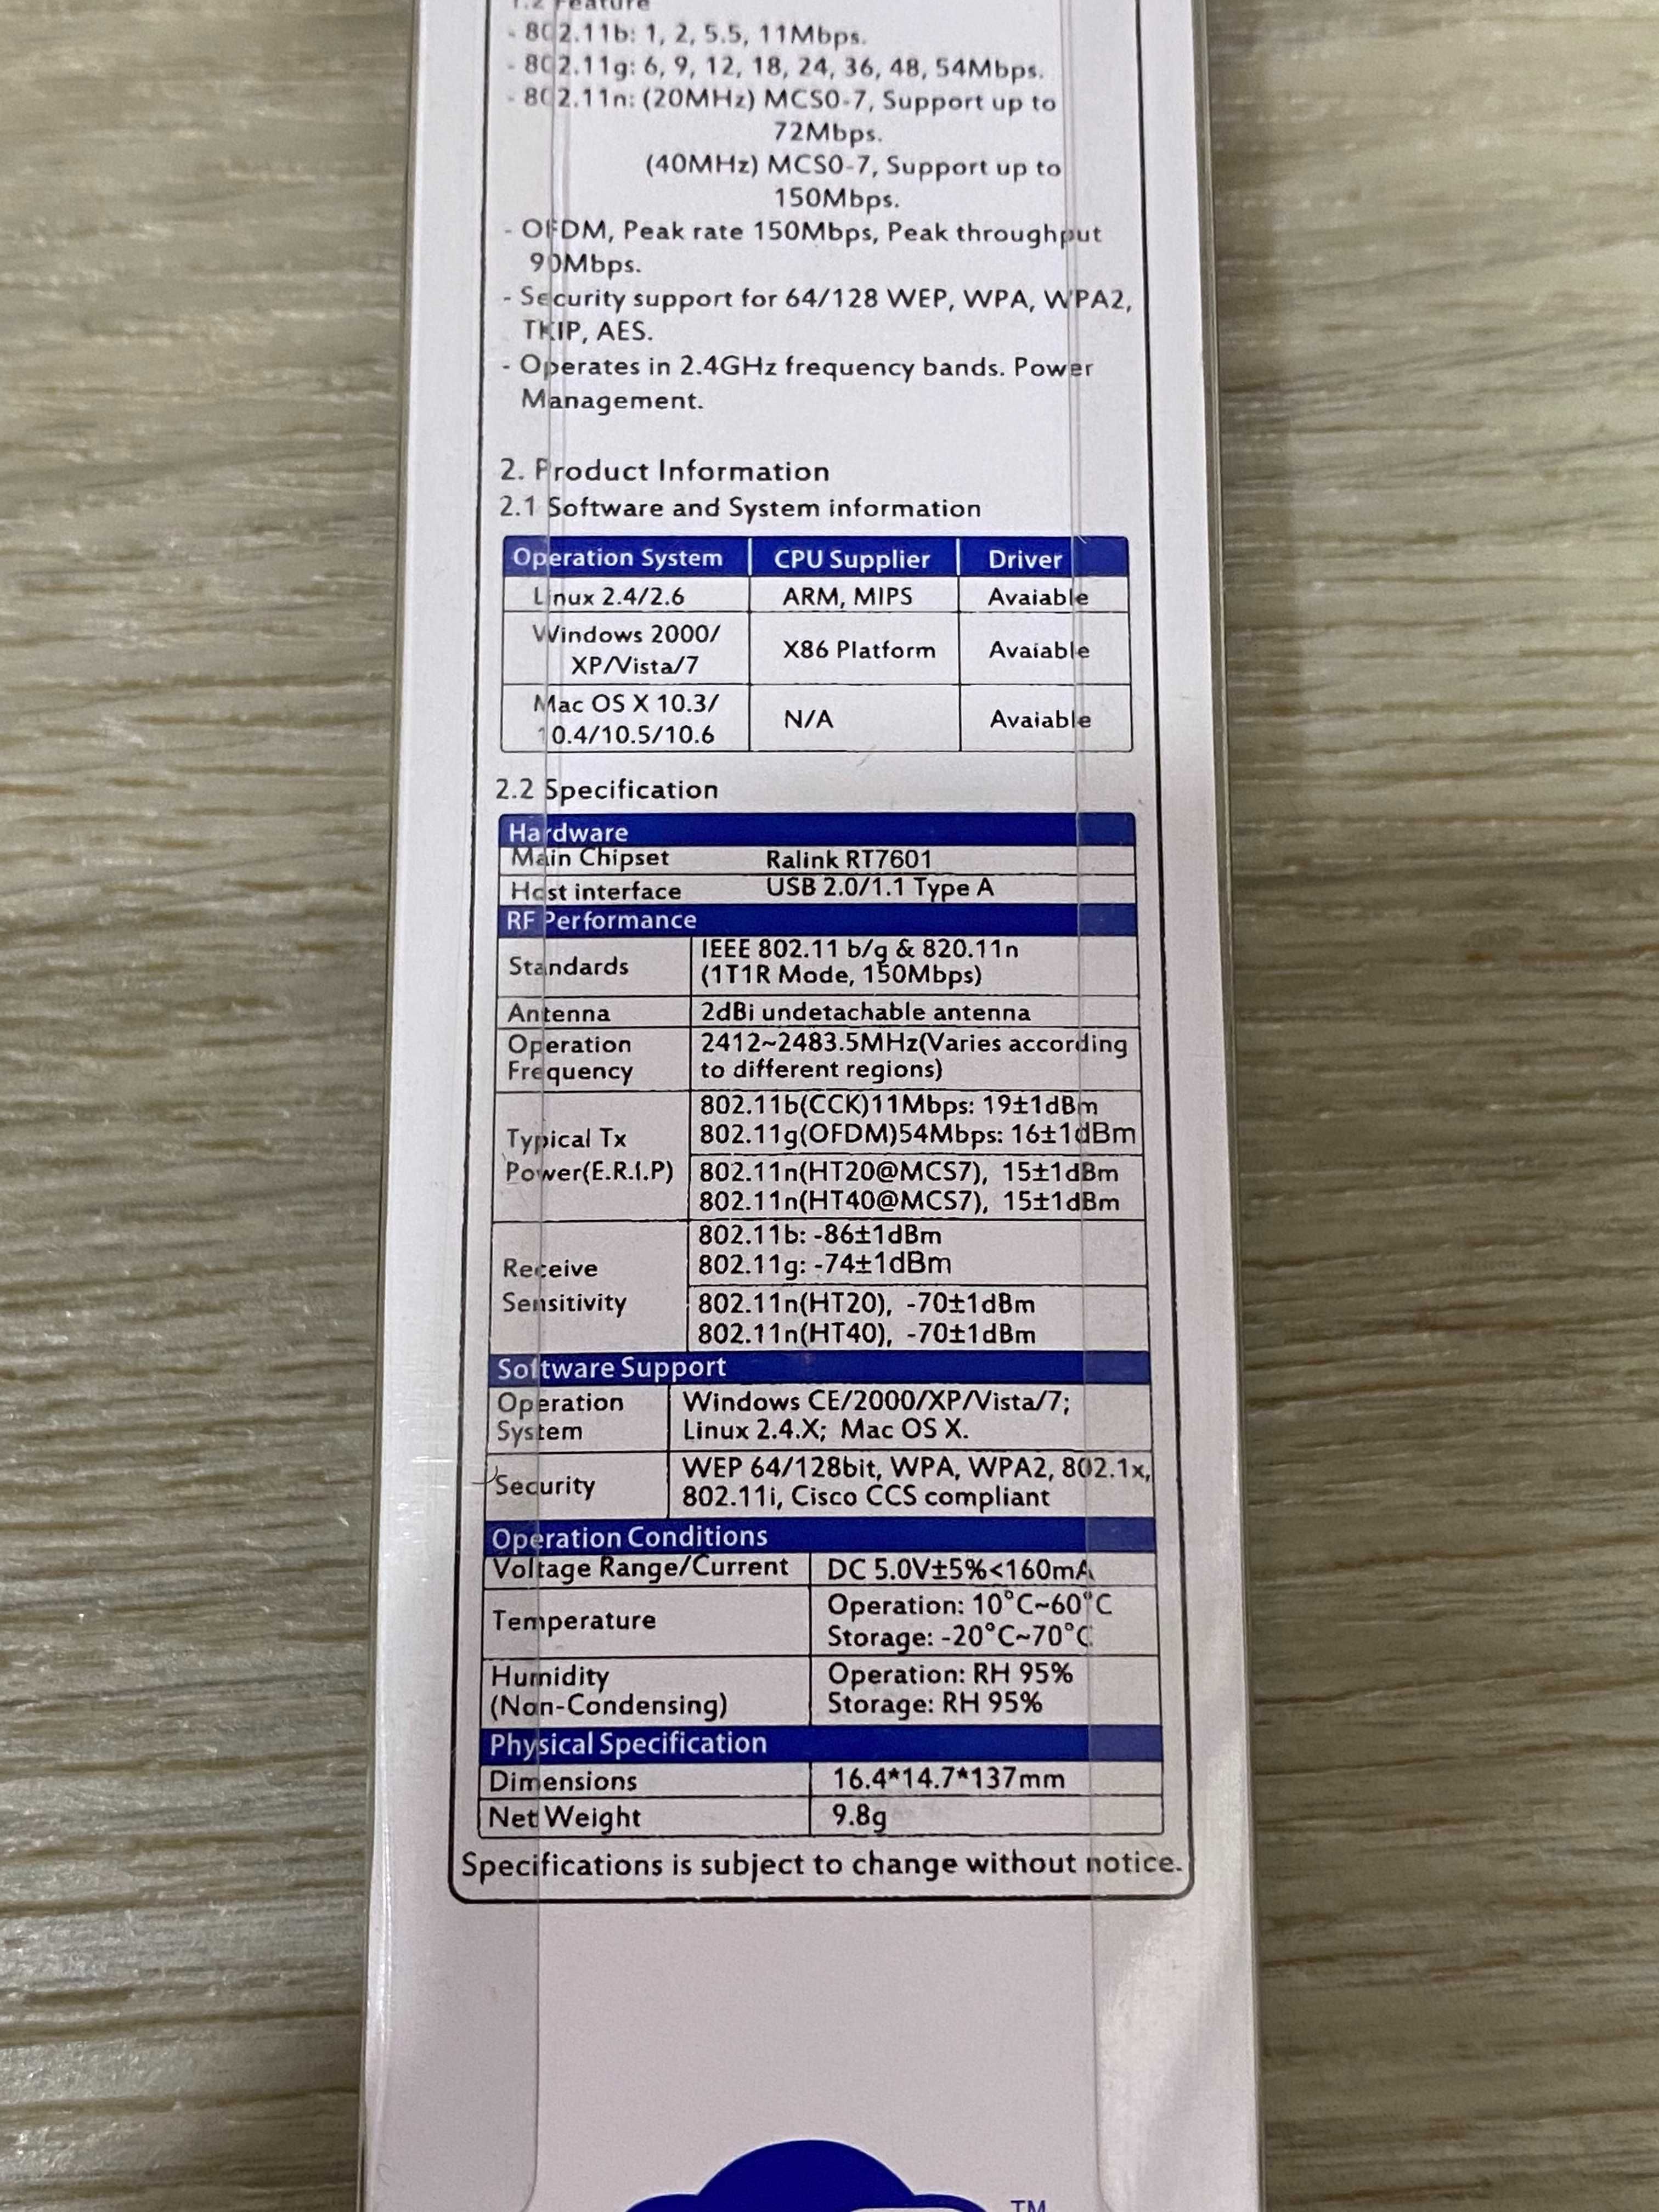 1.2 Feature
- 802.11b: 1, 2, 5.5, 11Mbps.
- 802.11g: 6, 9, 12, 18, 24, 36, 48, 54Mbps.
- 802.11n: (20MHz) MCS0-7, Support up to
72Mbps.
(40MHz) MCS0-7, Support up to
150Mbps.
- OFDM, Peak rate 150Mbps, Peak throughput
90Mbps.
- Security support for 64/128 WEP, WPA, WPA2,
TKIP, AES.
- Operates in 2.4GHz frequency bands. Power
Management.
2. Product Information
2.1 Software and System information
Operation System CPU Supplier Driver
Linux 2.4/2.6 ARM, MIPS Avaiable
Windows 2000/
XP/Vista/7 X86 Platform Avaiable
Mac OS X 10.3/
10.4/10.5/10.6 N/A Avaiable
2.2 Specification
Hardware
Main Chipset Ralink RT7601
Host interface USB 2.0/1.1 Type A
RF Performance
Standards IEEE 802.11 b/g & 820.11n
(1T1R Mode, 150Mbps)
Antenna 2dBi undetachable antenna
Operation 2412~2483.5MHz(Varies according
Frequency to different regions)
802.11b(CCK)11Mbps: 19±1dBm
Typical Tx 802.11g(OFDM)54Mbps: 16±1dBm
Power(E.R.I.P) 802.11n(HT20@MCS7), 15±1dBm
802.11n(HT40@MCS7), 15±1dBm
802.11b: -86±1dBm
Receive 802.11g: -74±1dBm
Sensitivity 802.11n(HT20), -70±1dBm
802.11n(HT40), -70±1dBm
Software Support
Operation Windows CE/2000/XP/Vista/7;
System Linux 2.4.X; Mac OS X.
Security WEP 64/128bit, WPA, WPA2, 802.1x,
802.11i, Cisco CCS compliant
Operation Conditions
Voltage Range/Current DC 5.0V±5%<160mA
Temperature Operation: 10°C~60°C
Storage: -20°C~70°C
Humidity Operation: RH 95%
(Non-Condensing) Storage: RH 95%
Physical Specification
Dimensions 16.4*14.7*137mm
Net Weight 9.8g
Specifications is subject to change without notice.
TM